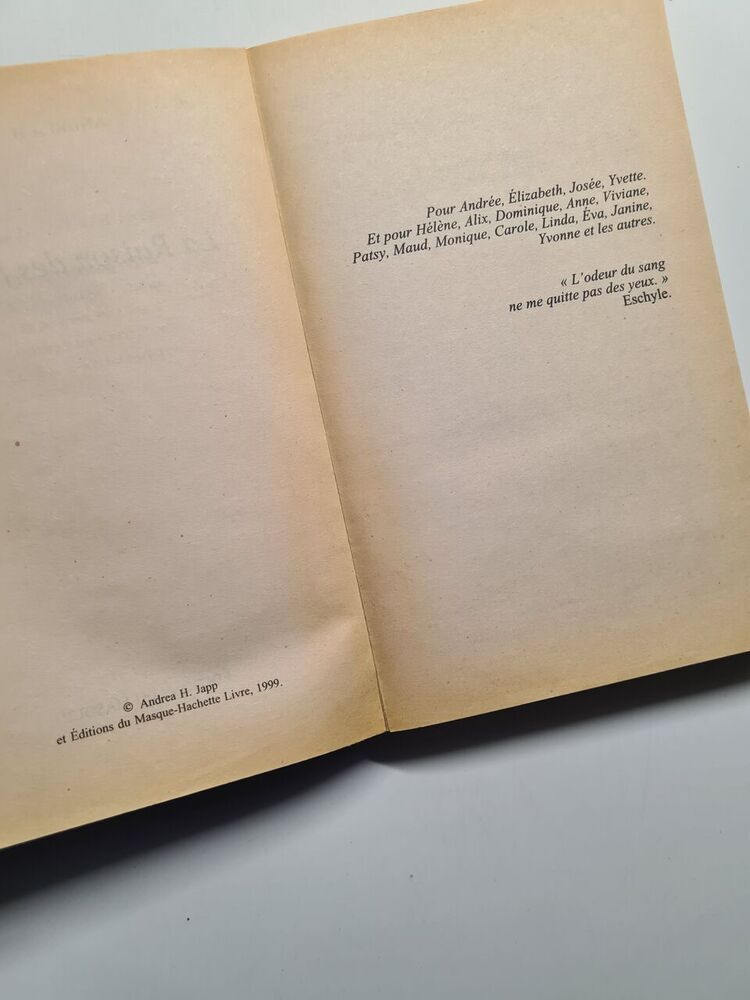 © Andrea H. Japp
et Éditions du Masque-Hachette Livre, 1999.
Pour Andrée, Élizabeth, Josée, Yvette.
Et pour Hélène, Alix, Dominique, Anne, Viviane,
Patsy, Maud, Monique, Carole, Linda, Éva, Janine,
Yvonne et les autres.
« L'odeur du sang
ne me quitte pas des yeux. »
Eschyle.